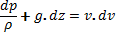 dp/ρ + g.dz = v.dv